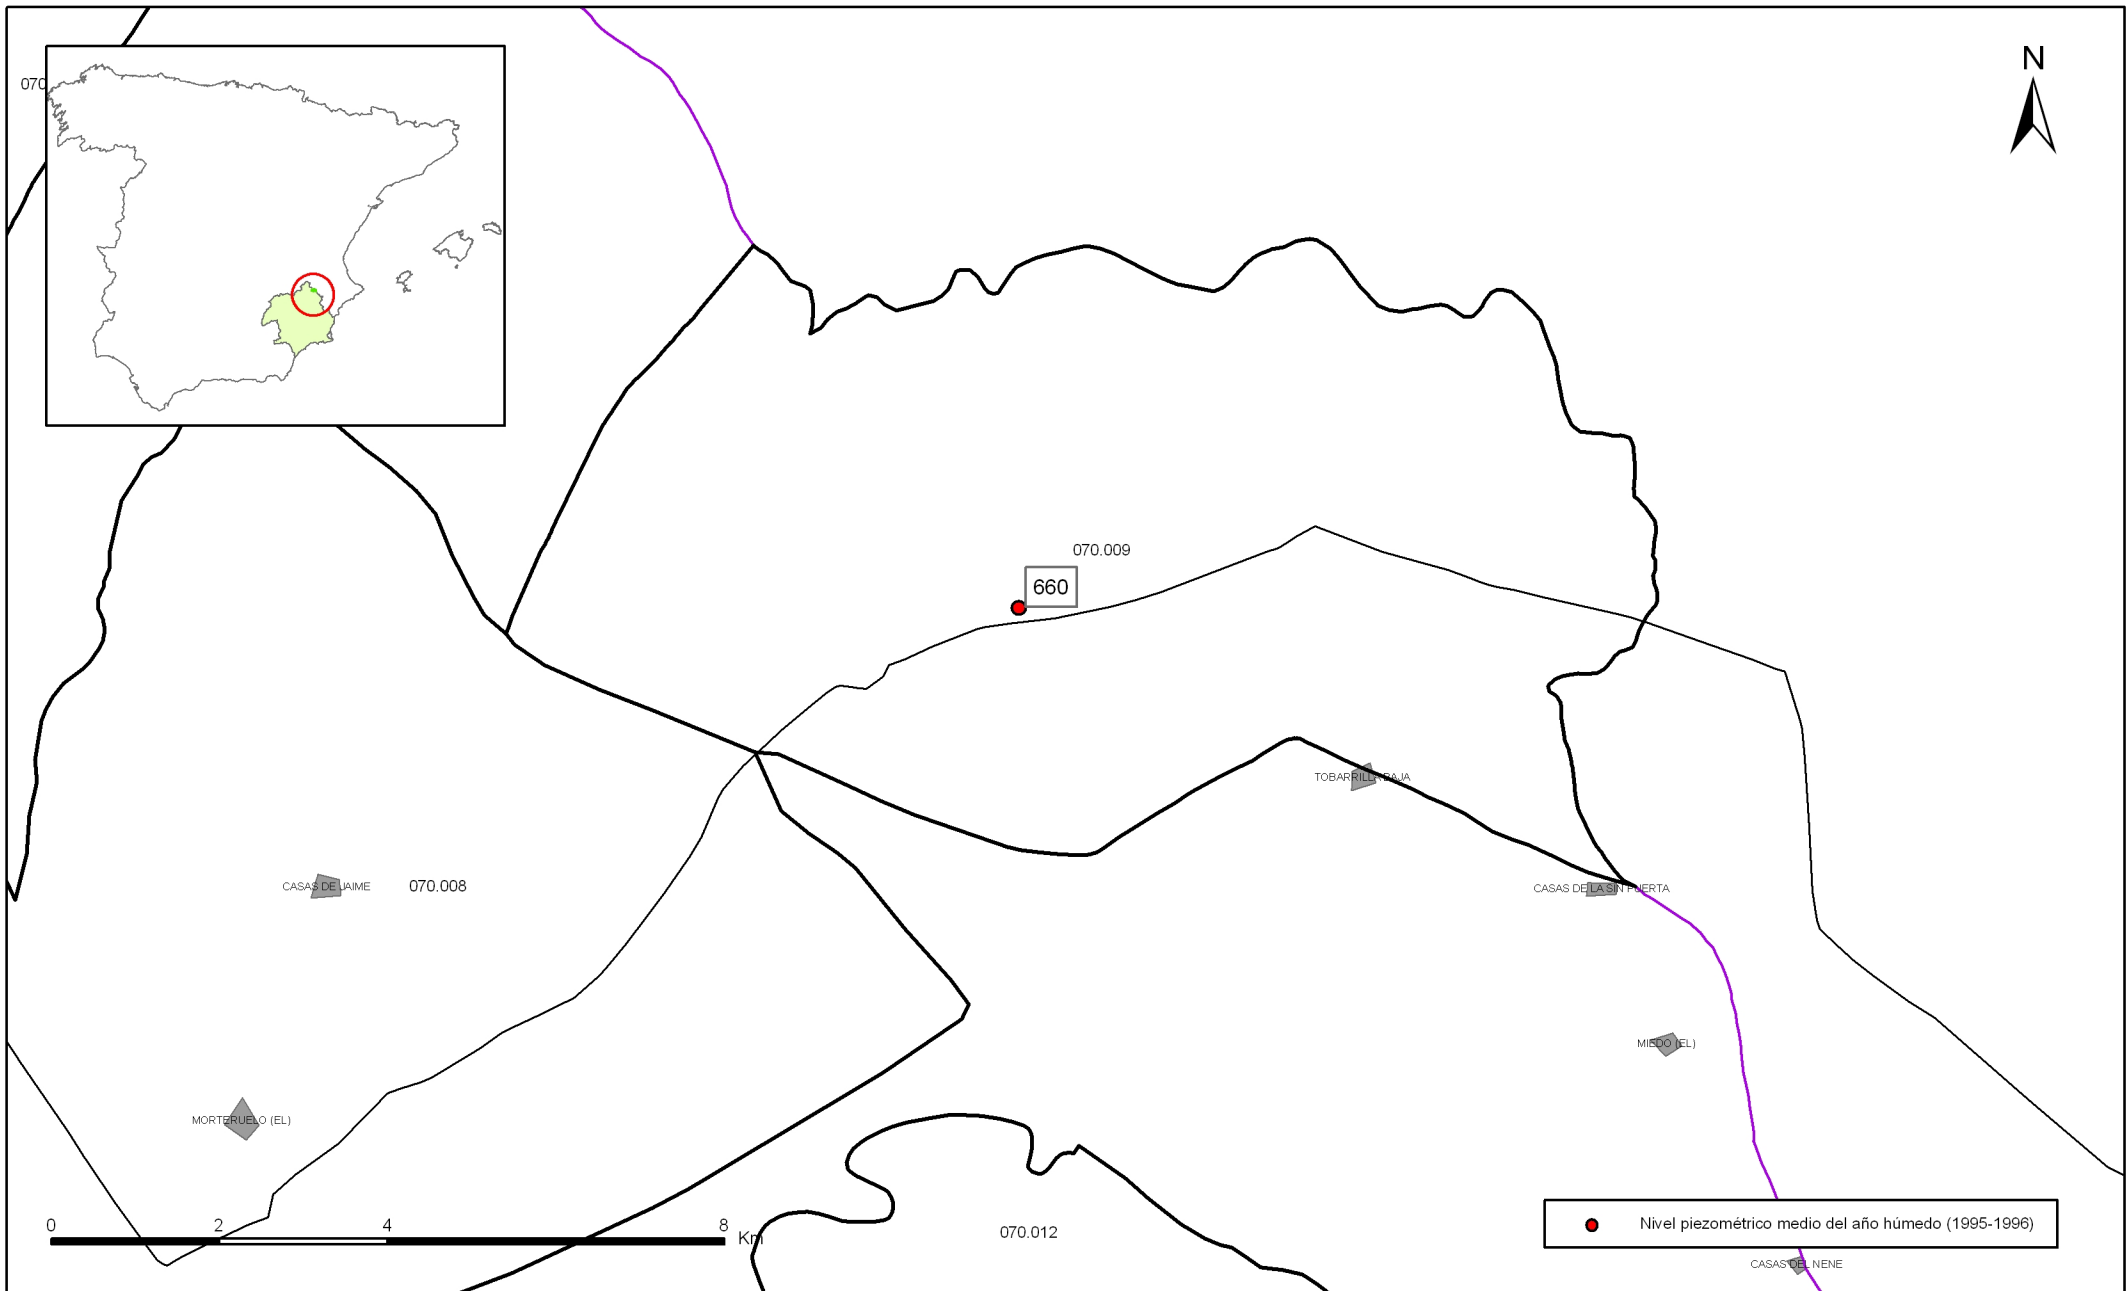 N
070
070.009
660
TOBARRILLA BAJA
CASAS DE JAIME
070.008
CASAS DE LA SIN PUERTA
MIEDO (EL)
MORTERUELO (EL)
0 2 4 8
Km
070.012
Nivel piezométrico medio del año húmedo (1995-1996)
CASAS DEL NENE